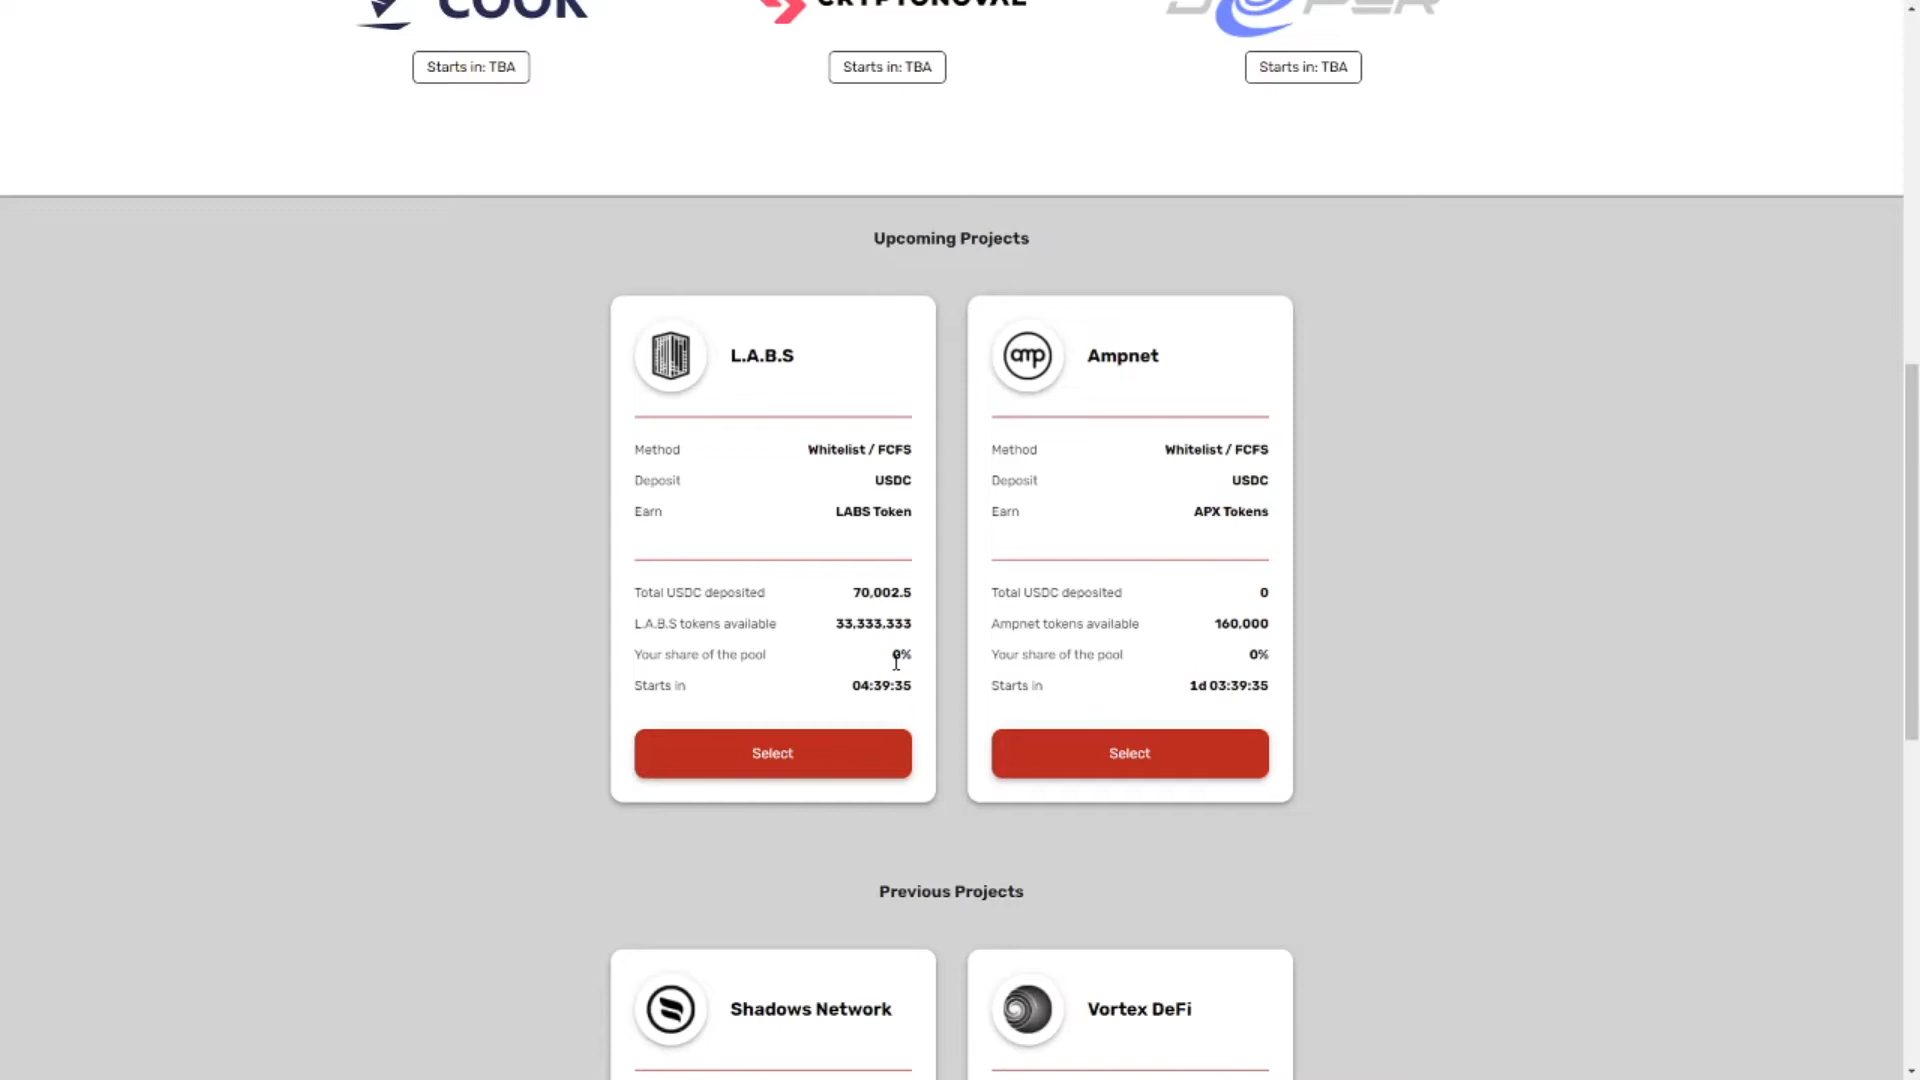 COOK CRYPTONOVAE DEEPER
Starts in: TBA Starts in: TBA Starts in: TBA
Upcoming Projects
L.A.B.S
Method Whitelist / FCFS
Deposit USDC
Earn LABS Token
Total USDC deposited 70,002.5
L.A.B.S tokens available 33,333,333
Your share of the pool 0%
Starts in 04:39:35
Select
amp Ampnet
Method Whitelist / FCFS
Deposit USDC
Earn APX Tokens
Total USDC deposited 0
Ampnet tokens available 160,000
Your share of the pool 0%
Starts in 1d 03:39:35
Select
Previous Projects
Shadows Network
Vortex DeFi